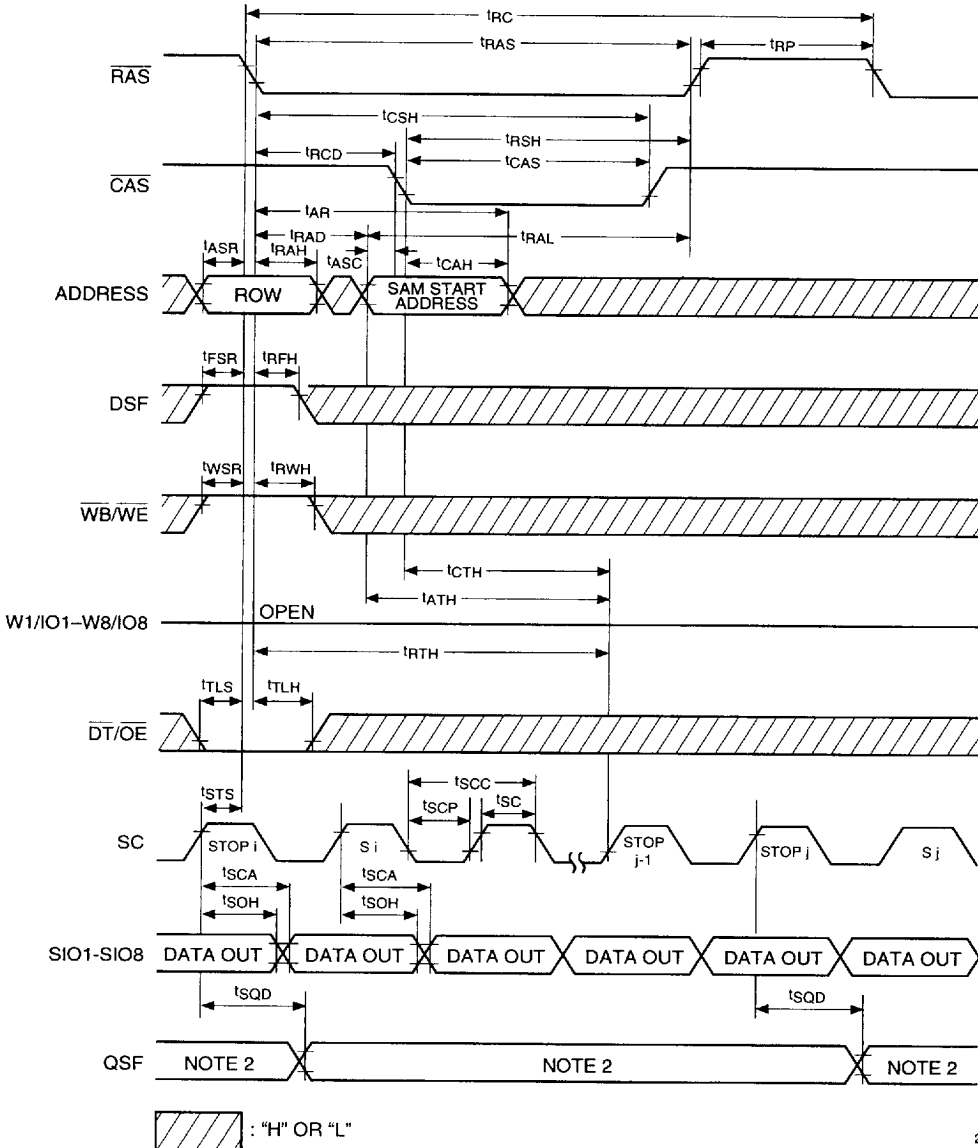 tRC
tRAS
tRP
RAS
tCSH
tRSH
tRCD
tCAS
CAS
tAR
tRAD
tRAL
tASR
tRAH
tASC
tCAH
ADDRESS
ROW
SAM START
ADDRESS
tFSR
tRFH
DSF
tWSR
tRWH
WB/WE
tCTH
tATH
OPEN
W1/IO1–W8/IO8
tRTH
tTLS
tTLH
DT/OE
tSCC
tSTS
tSCP
tSC
SC
STOP i
S i
STOP
j-1
STOP j
S j
tSCA
tSCA
tSOH
tSOH
SIO1-SIO8
DATA OUT
DATA OUT
DATA OUT
DATA OUT
DATA OUT
DATA OUT
tSQD
tSQD
QSF
NOTE 2
NOTE 2
NOTE 2
: "H" OR "L"